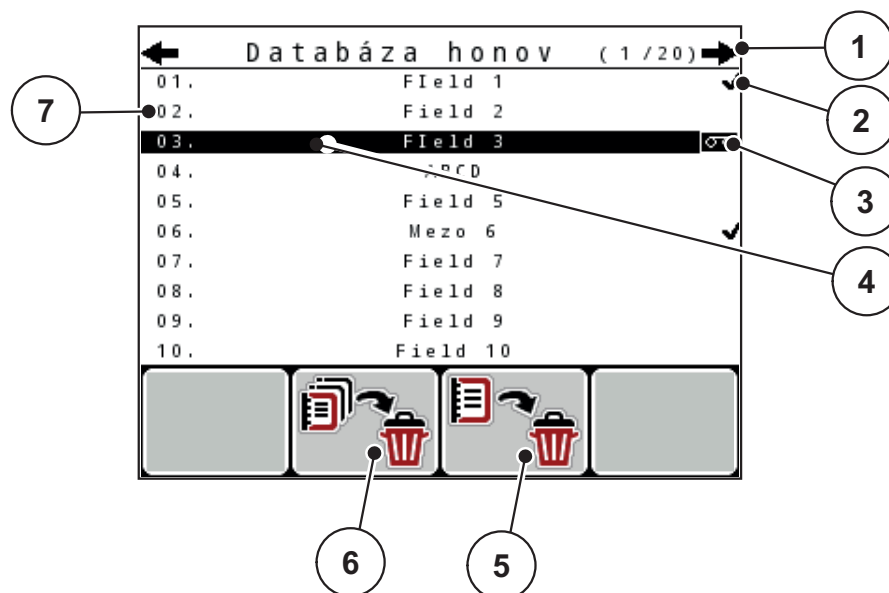 Databáza honov (1/20)
01. FIeld 1
02. Field 2
03. FIeld 3
04. ABCD
05. Field 5
06. Mezo 6
07. Field 7
08. Field 8
09. Field 9
10. Field 10
1
2
3
4
5
6
7